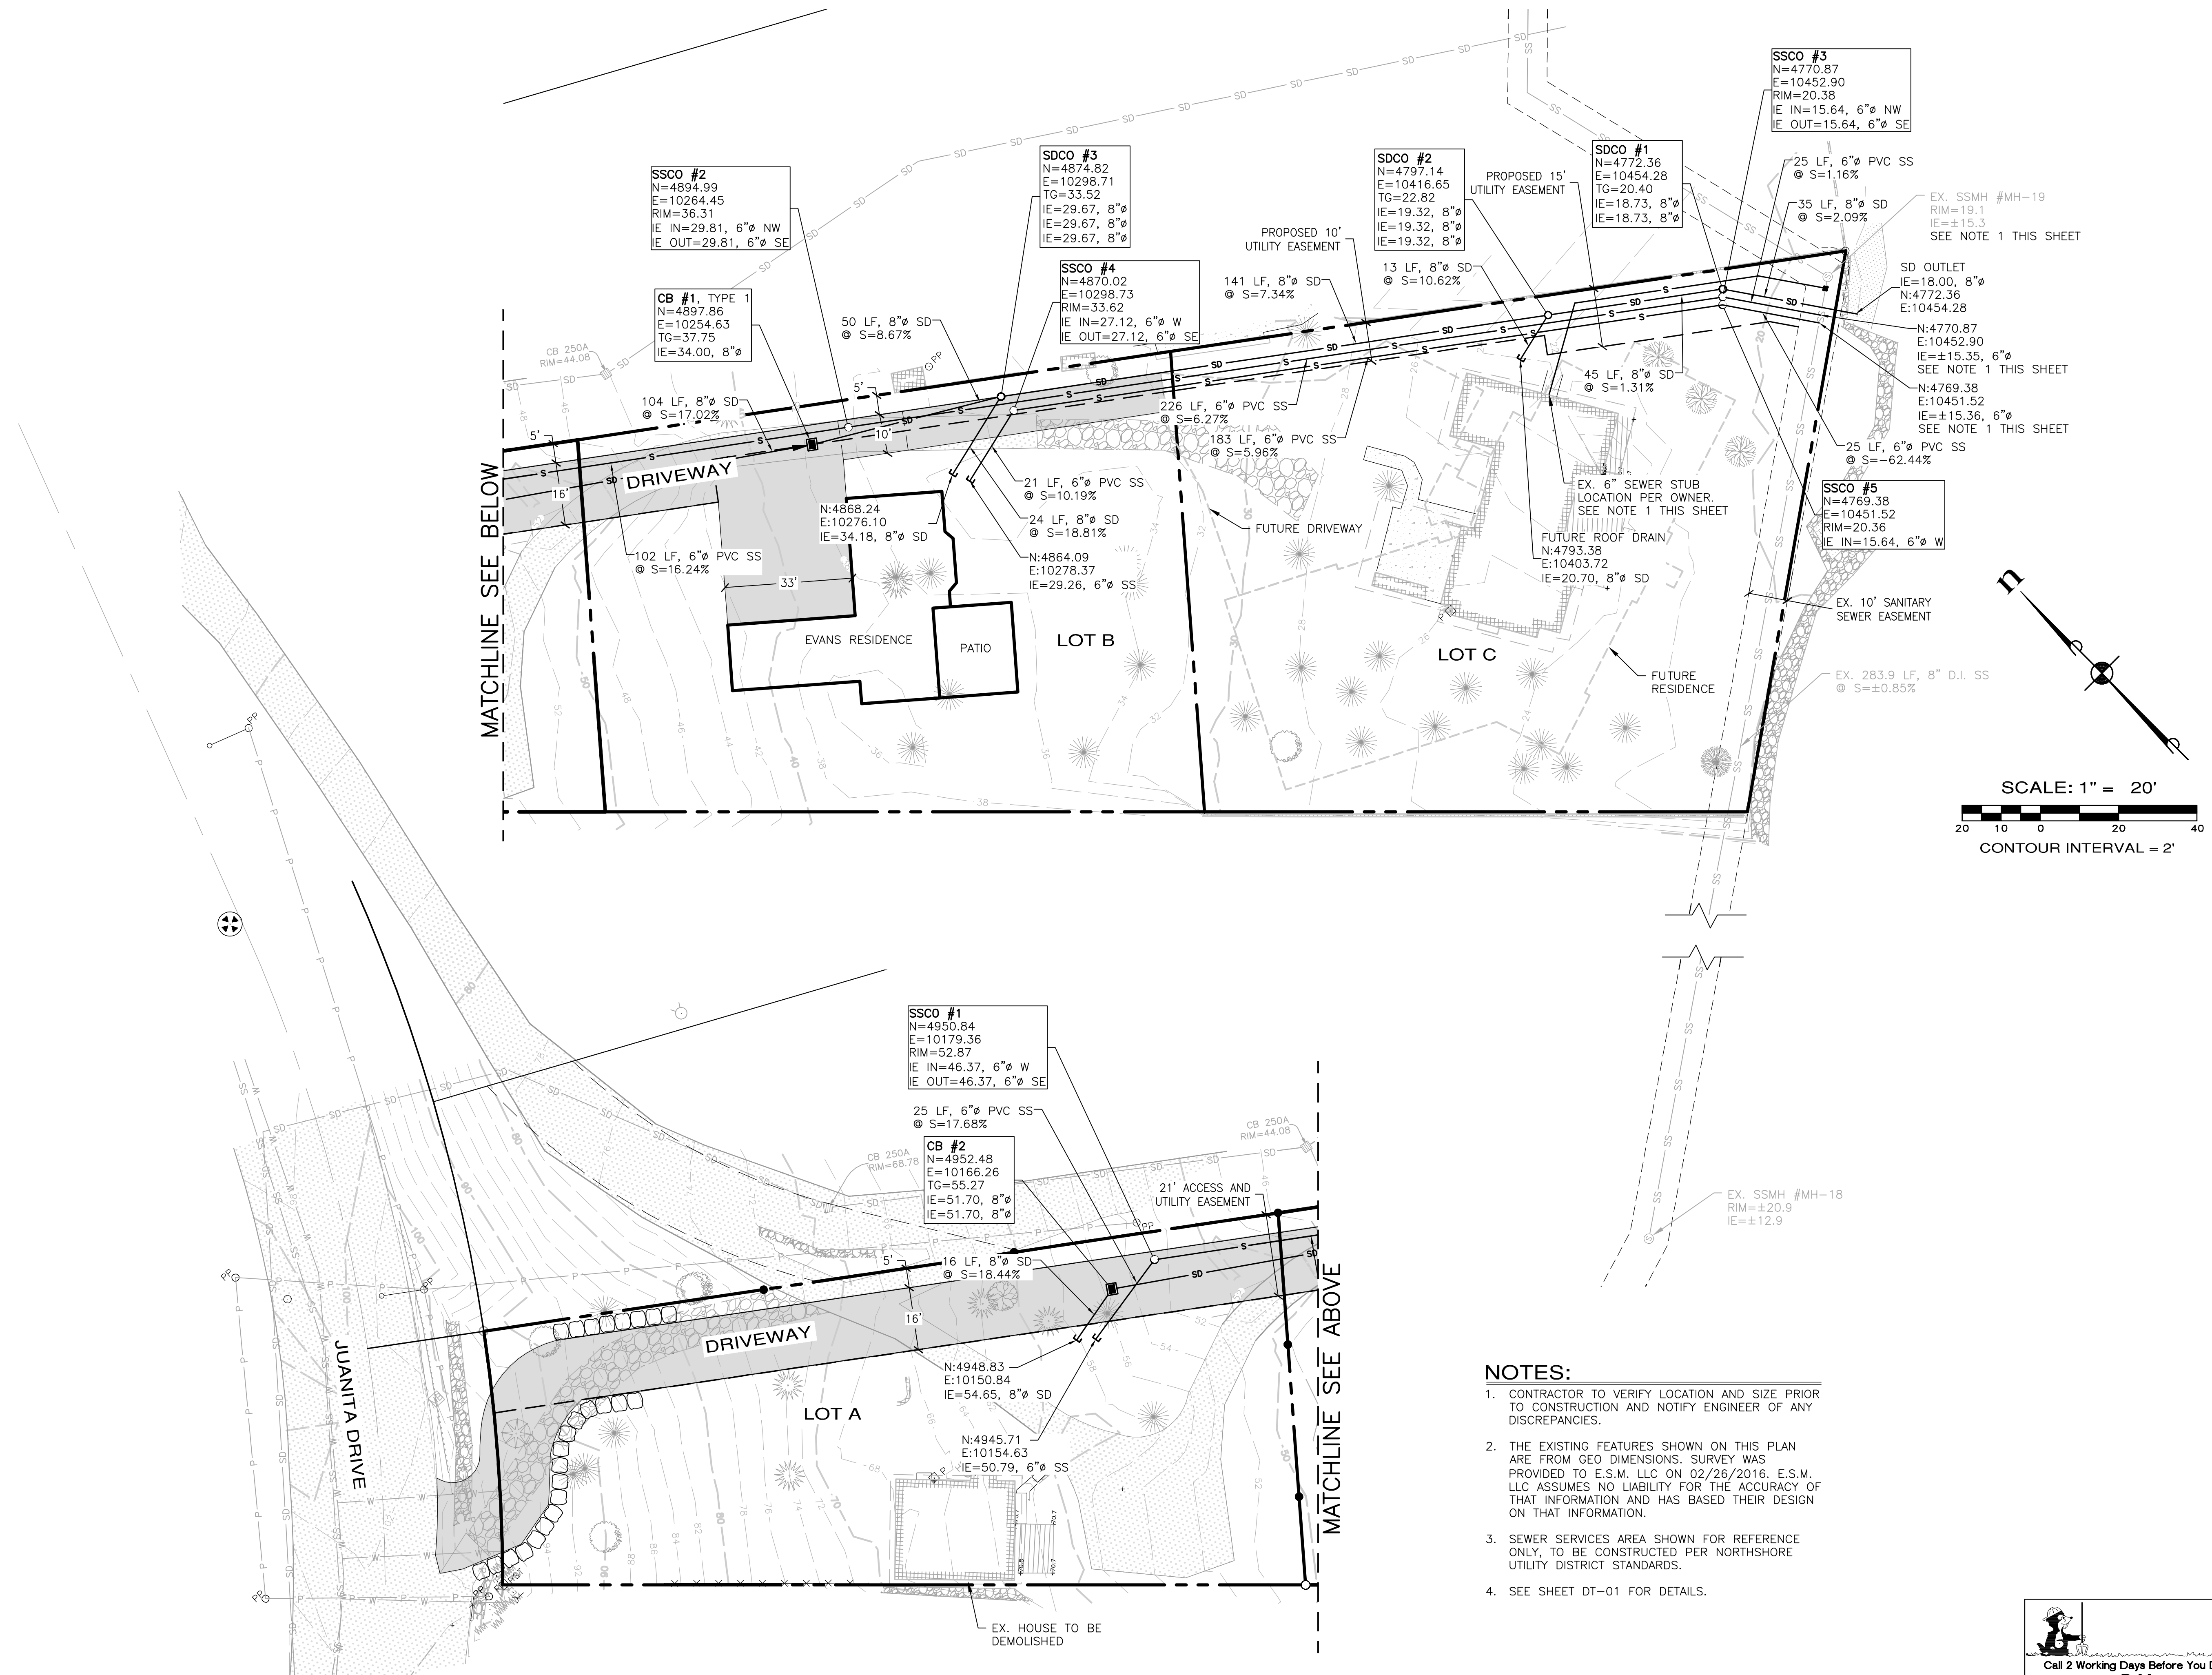 SSCO #3
N=4770.87
E=10452.90
RIM=20.38
IE IN=15.64, 6"ø NW
IE OUT=15.64, 6"ø SE
SSCO #2
N=4894.99
E=10264.45
RIM=36.31
IE IN=29.81, 6"ø NW
IE OUT=29.81, 6"ø SE
SDCO #3
N=4874.82
E=10298.71
TG=33.52
IE=29.67, 8"ø
IE=29.67, 8"ø
IE=29.67, 8"ø
SDCO #2
N=4797.14
E=10416.65
TG=22.82
IE=19.32, 8"ø
IE=19.32, 8"ø
IE=19.32, 8"ø
PROPOSED 15'
UTILITY EASEMENT
SDCO #1
N=4772.36
E=10454.28
TG=20.40
IE=18.73, 8"ø
IE=18.73, 8"ø
25 LF, 6"ø PVC SS
@ S=1.16%
35 LF, 8"ø SD
@ S=2.09%
EX. SSMH #MH-19
RIM=19.1
IE=±15.3
SEE NOTE 1 THIS SHEET
SD OUTLET
IE=18.00, 8"ø
N:4772.36
E:10454.28
N:4770.87
E:10452.90
IE=±15.35, 6"ø
SEE NOTE 1 THIS SHEET
N:4769.38
E:10451.52
IE=±15.36, 6"ø
SEE NOTE 1 THIS SHEET
25 LF, 6"ø PVC SS
@ S=-62.44%
SSCO #5
N=4769.38
E=10451.52
RIM=20.36
IE IN=15.64, 6"ø W
CB #1, TYPE 1
N=4897.86
E=10254.63
TG=37.75
IE=34.00, 8"ø
CB 250A
RIM=44.08
SSCO #4
N=4870.02
E=10298.73
RIM=33.62
IE IN=27.12, 6"ø W
IE OUT=27.12, 6"ø SE
PROPOSED 10'
UTILITY EASEMENT
50 LF, 8"ø SD
@ S=8.67%
141 LF, 8"ø SD
@ S=7.34%
13 LF, 8"ø SD
@ S=10.62%
45 LF, 8"ø SD
@ S=1.31%
104 LF, 8"ø SD
@ S=17.02%
226 LF, 6"ø PVC SS
@ S=6.27%
183 LF, 6"ø PVC SS
@ S=5.96%
5'
16'
5'
10'
33'
DRIVEWAY
MATCHLINE SEE BELOW
102 LF, 6"ø PVC SS
@ S=16.24%
N:4868.24
E:10276.10
IE=34.18, 8"ø SD
21 LF, 6"ø PVC SS
@ S=10.19%
24 LF, 8"ø SD
@ S=18.81%
N:4864.09
E:10278.37
IE=29.26, 6"ø SS
FUTURE DRIVEWAY
EX. 6" SEWER STUB
LOCATION PER OWNER.
SEE NOTE 1 THIS SHEET
FUTURE ROOF DRAIN
N:4793.38
E:10403.72
IE=20.70, 8"ø SD
EX. 10' SANITARY
SEWER EASEMENT
EVANS RESIDENCE
PATIO
LOT B
LOT C
FUTURE
RESIDENCE
EX. 283.9 LF, 8" D.I. SS
@ S=±0.85%
n
SCALE: 1" = 20'
20 10 0 20 40
CONTOUR INTERVAL = 2'
SSCO #1
N=4950.84
E=10179.36
RIM=52.87
IE IN=46.37, 6"ø W
IE OUT=46.37, 6"ø SE
25 LF, 6"ø PVC SS
@ S=17.68%
CB #2
N=4952.48
E=10166.26
TG=55.27
IE=51.70, 8"ø
IE=51.70, 8"ø
CB 250A
RIM=68.78
CB 250A
RIM=44.08
21' ACCESS AND
UTILITY EASEMENT
16 LF, 8"ø SD
@ S=18.44%
5'
16'
DRIVEWAY
N:4948.83
E:10150.84
IE=54.65, 8"ø SD
N:4945.71
E:10154.63
IE=50.79, 6"ø SS
LOT A
JUANITA DRIVE
MATCHLINE SEE ABOVE
EX. HOUSE TO BE
DEMOLISHED
EX. SSMH #MH-18
RIM=±20.9
IE=±12.9
NOTES:
1. CONTRACTOR TO VERIFY LOCATION AND SIZE PRIOR
TO CONSTRUCTION AND NOTIFY ENGINEER OF ANY
DISCREPANCIES.
2. THE EXISTING FEATURES SHOWN ON THIS PLAN
ARE FROM GEO DIMENSIONS. SURVEY WAS
PROVIDED TO E.S.M. LLC ON 02/26/2016. E.S.M.
LLC ASSUMES NO LIABILITY FOR THE ACCURACY OF
THAT INFORMATION AND HAS BASED THEIR DESIGN
ON THAT INFORMATION.
3. SEWER SERVICES AREA SHOWN FOR REFERENCE
ONLY, TO BE CONSTRUCTED PER NORTHSHORE
UTILITY DISTRICT STANDARDS.
4. SEE SHEET DT-01 FOR DETAILS.
Call 2 Working Days Before You